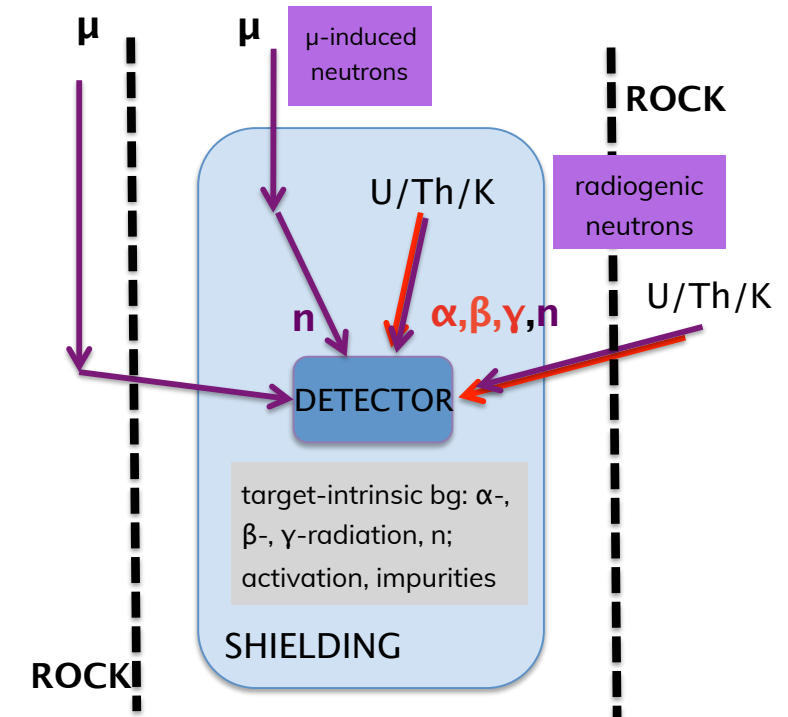 μ
μ
μ-induced
neutrons
ROCK
radiogenic
neutrons
U/Th/K
U/Th/K
n
α,β,γ,n
DETECTOR
target-intrinsic bg: α-,
β-, γ-radiation, n;
activation, impurities
SHIELDING
ROCK